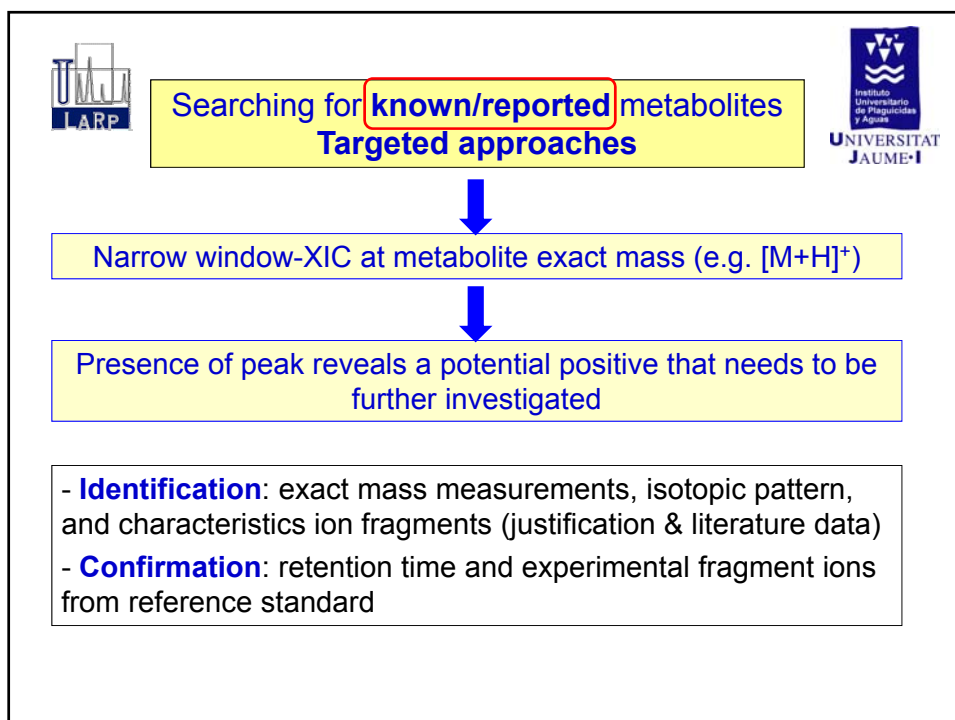 LARP
Searching for known/reported metabolites
Targeted approaches
Instituto
Universitario
de Plaguicidas
y Aguas
UNIVERSITAT
JAUME·I
Narrow window-XIC at metabolite exact mass (e.g. [M+H]⁺)
Presence of peak reveals a potential positive that needs to be
further investigated
- Identification: exact mass measurements, isotopic pattern,
and characteristics ion fragments (justification & literature data)
- Confirmation: retention time and experimental fragment ions
from reference standard